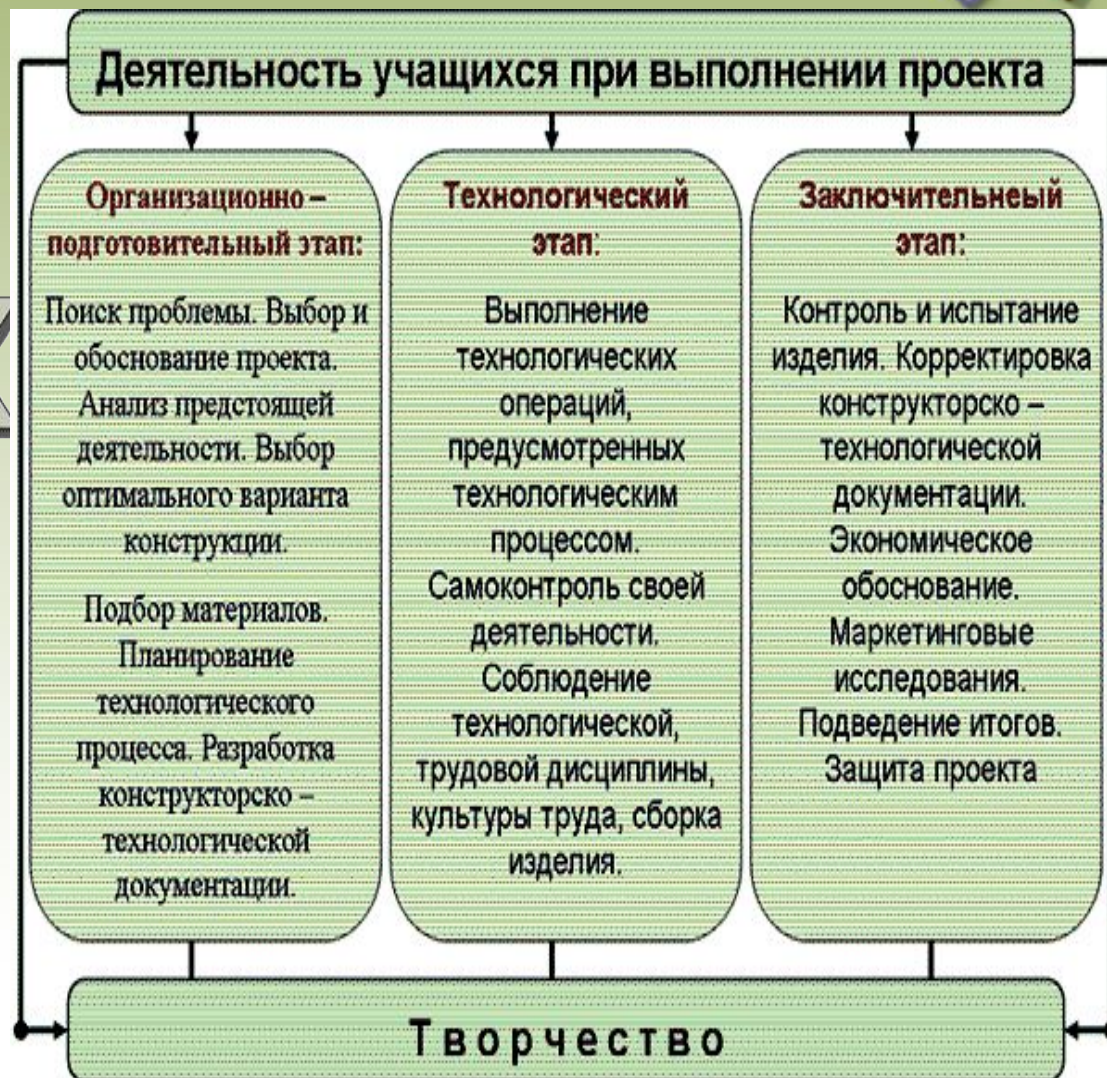 Деятельность учащихся при выполнении проекта
Организационно –
подготовительный этап:
Поиск проблемы. Выбор и
обоснование проекта.
Анализ предстоящей
деятельности. Выбор
оптимального варианта
конструкции.
Подбор материалов.
Планирование
технологического
процесса. Разработка
конструкторско –
технологической
документации.
Технологический
этап:
Выполнение
технологических
операций,
предусмотренных
технологическим
процессом.
Самоконтроль своей
деятельности.
Соблюдение
технологической,
трудовой дисциплины,
культуры труда, сборка
изделия.
Заключительнеый
этап:
Контроль и испытание
изделия. Корректировка
конструкторско –
технологической
документации.
Экономическое
обоснование.
Маркетинговые
исследования.
Подведение итогов.
Защита проекта
Творчество